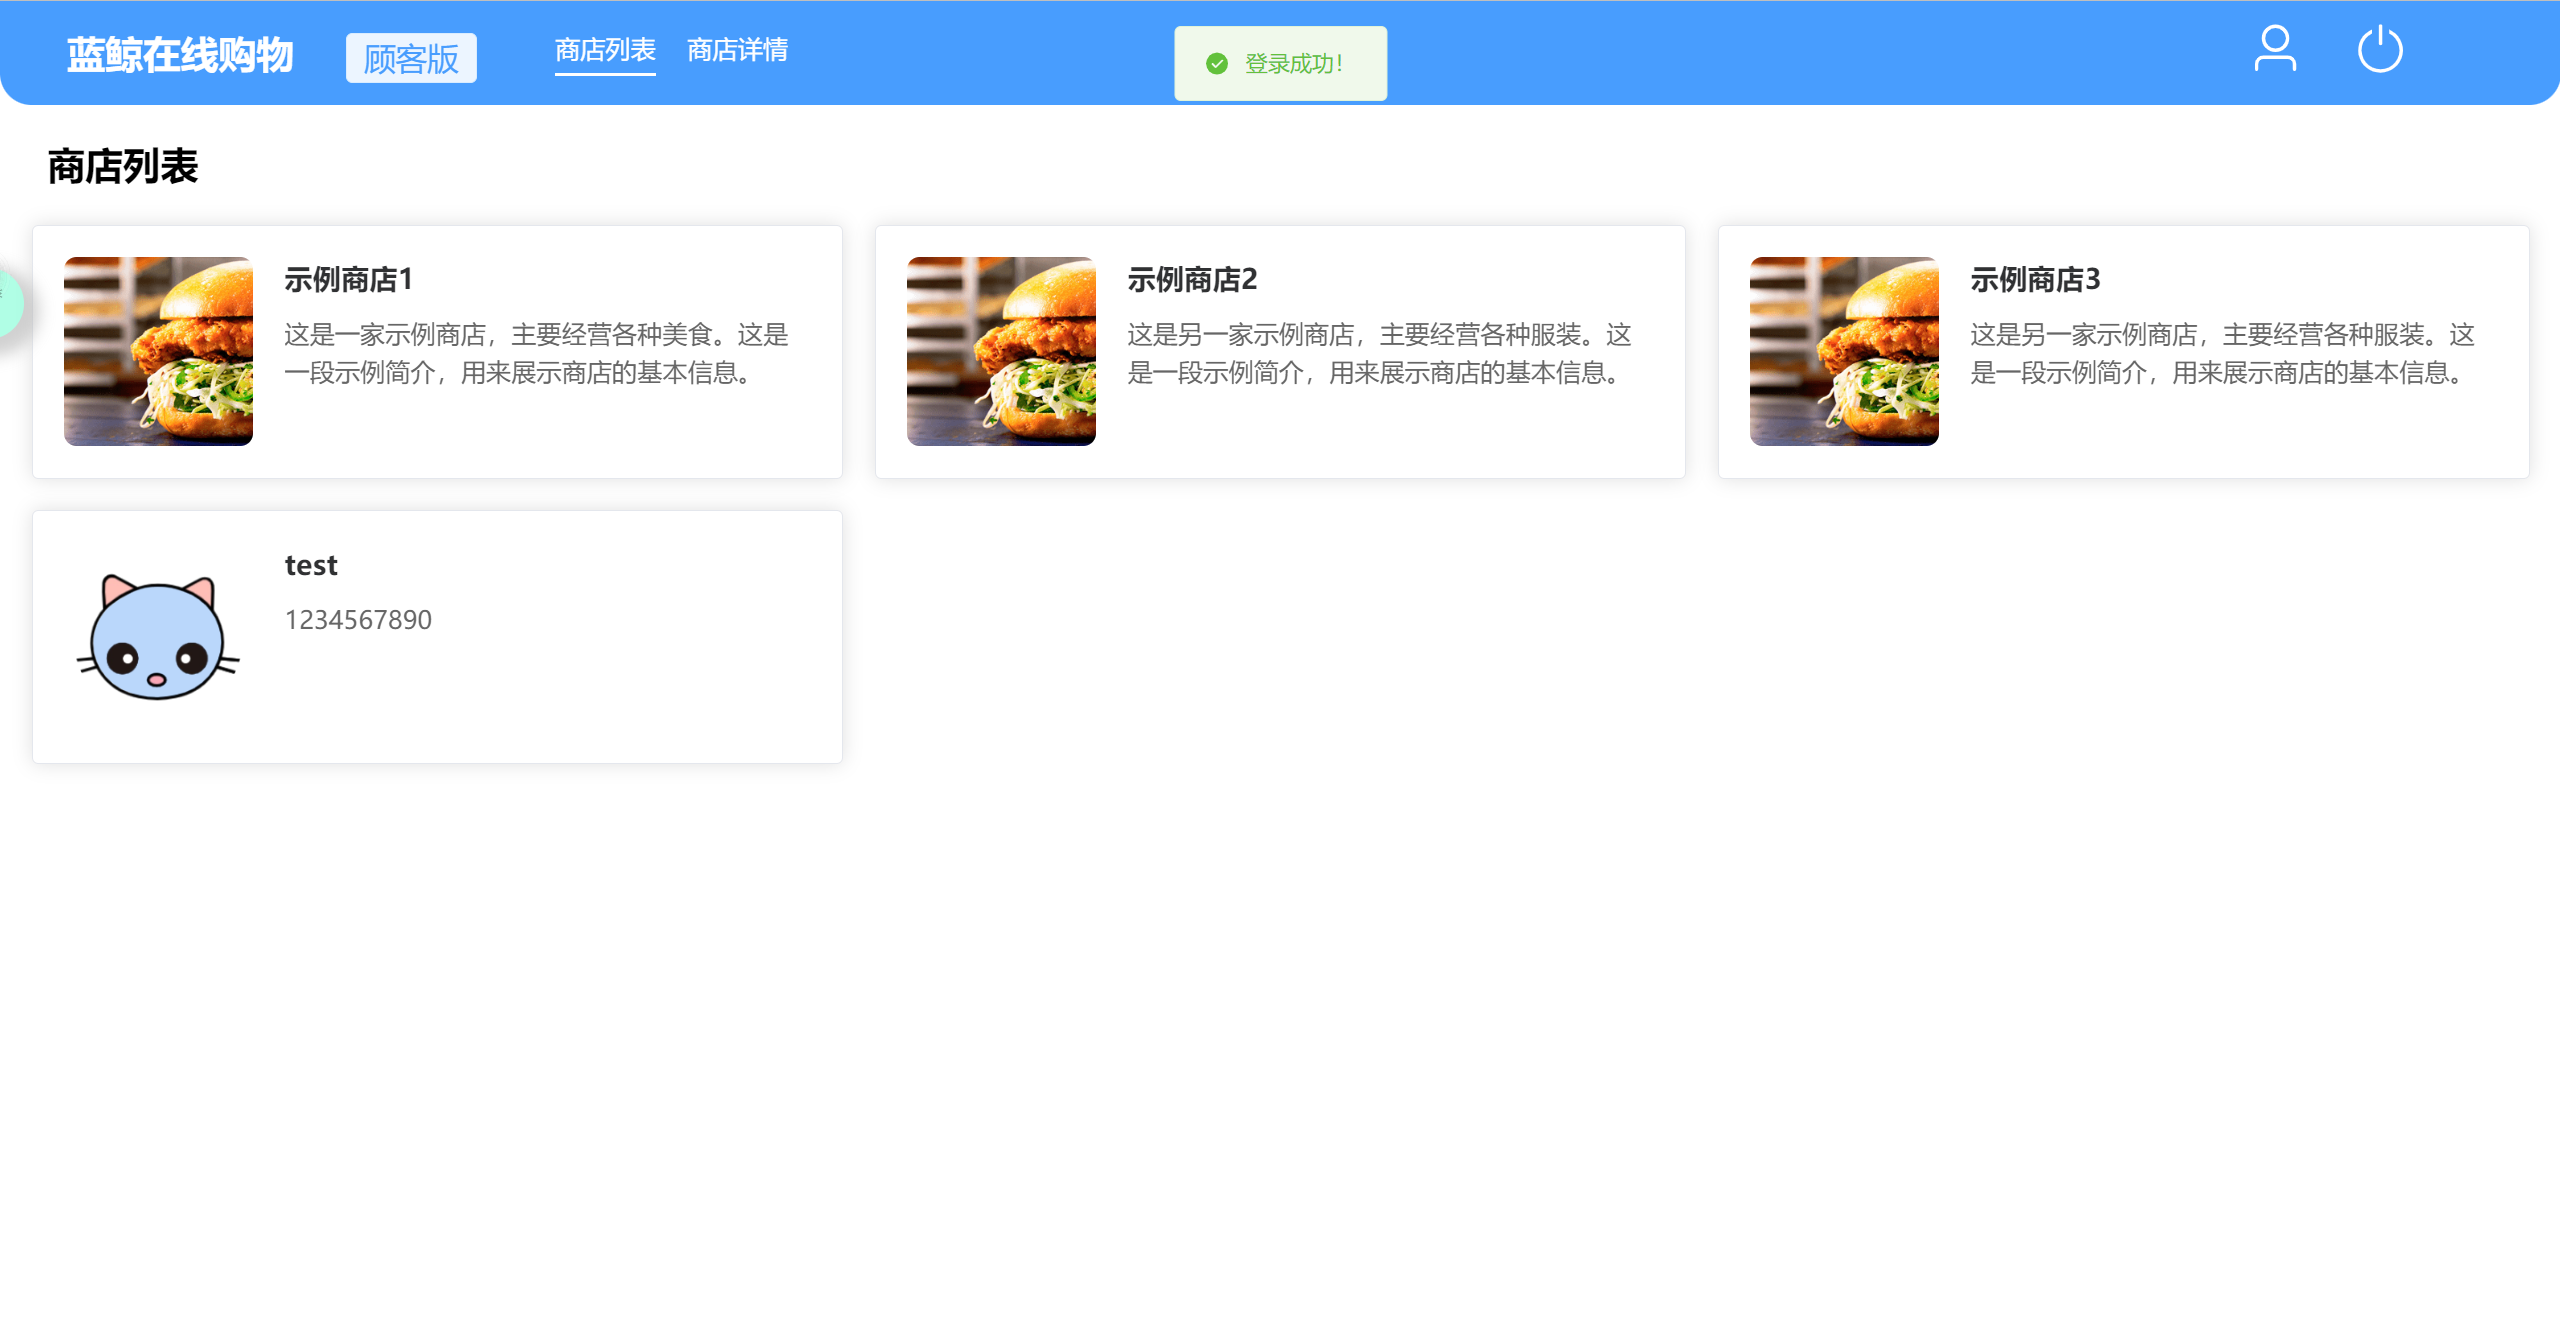 蓝鲸在线购物
顾客版
商店列表
商店详情
登录成功！
商店列表
示例商店1
这是一家示例商店，主要经营各种美食。这是
一段示例简介，用来展示商店的基本信息。
示例商店2
这是另一家示例商店，主要经营各种服装。这
是一段示例简介，用来展示商店的基本信息。
示例商店3
这是另一家示例商店，主要经营各种服装。这
是一段示例简介，用来展示商店的基本信息。
test
1234567890